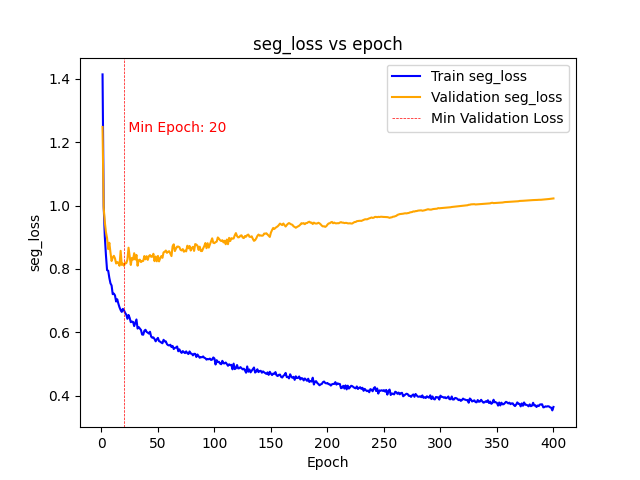 seg_loss vs epoch
Train seg_loss
Validation seg_loss
Min Validation Loss
Min Epoch: 20
seg_loss
1.4
1.2
1.0
0.8
0.6
0.4
0 50 100 150 200 250 300 350 400
Epoch